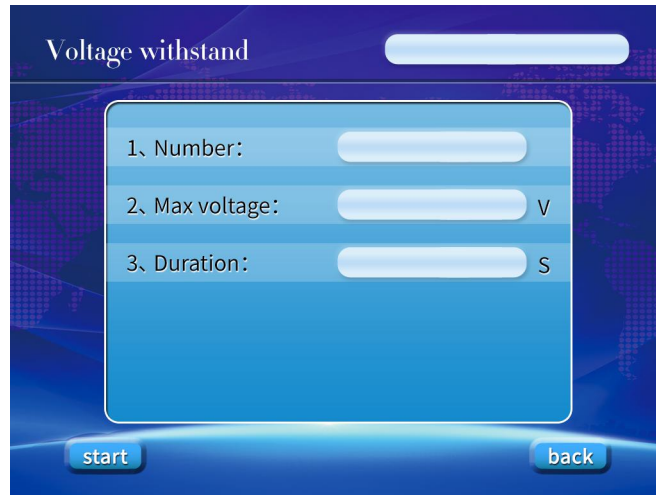 Voltage withstand
1、Number：
2、Max voltage： V
3、Duration： S
start
back